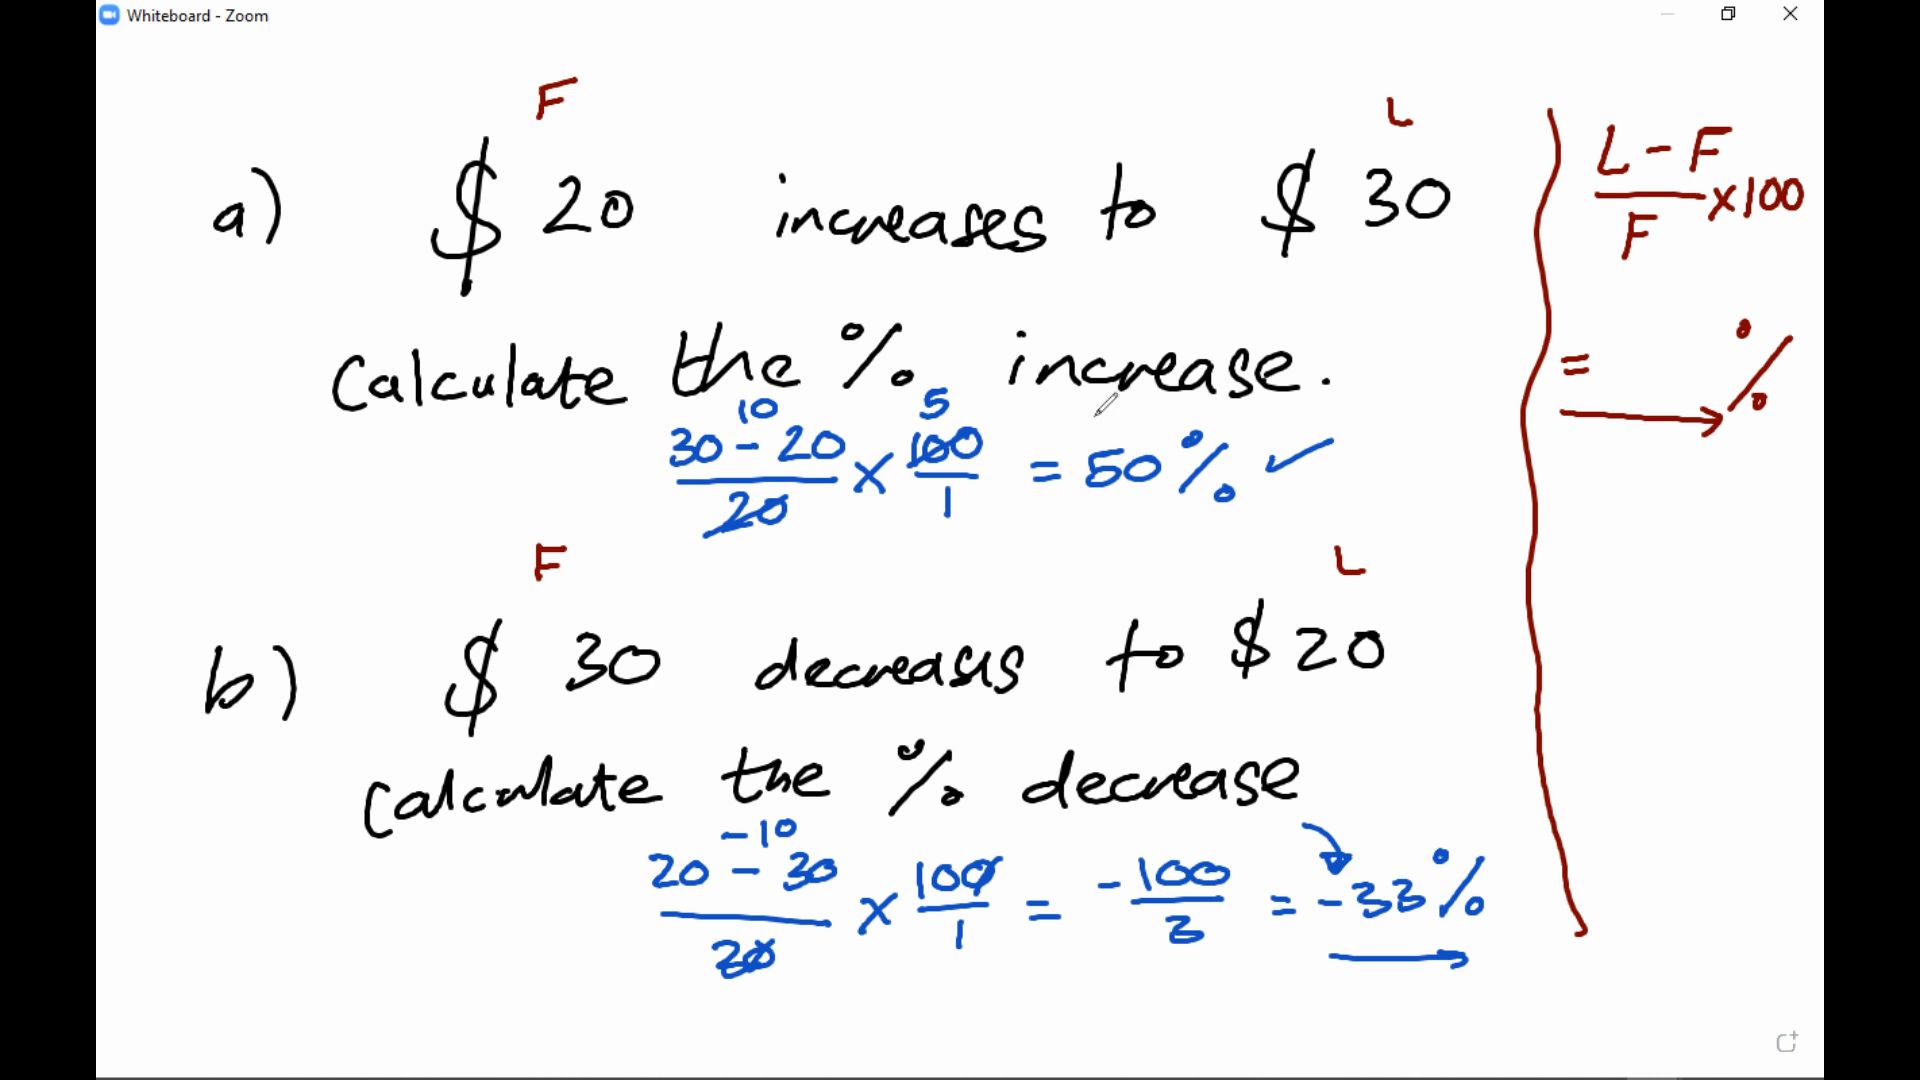 Whiteboard - Zoom
F L
a) $ 20 increases to $ 30
Calculate the % increase.
10 5
30 - 20 × 100 = 50% ✓
20 1
F L
b) $ 30 decreases to $ 20
Calculate the % decrease
-10
20 - 30 × 100 = -100 = -33%
30 1 3
L - F
F ×100
= %